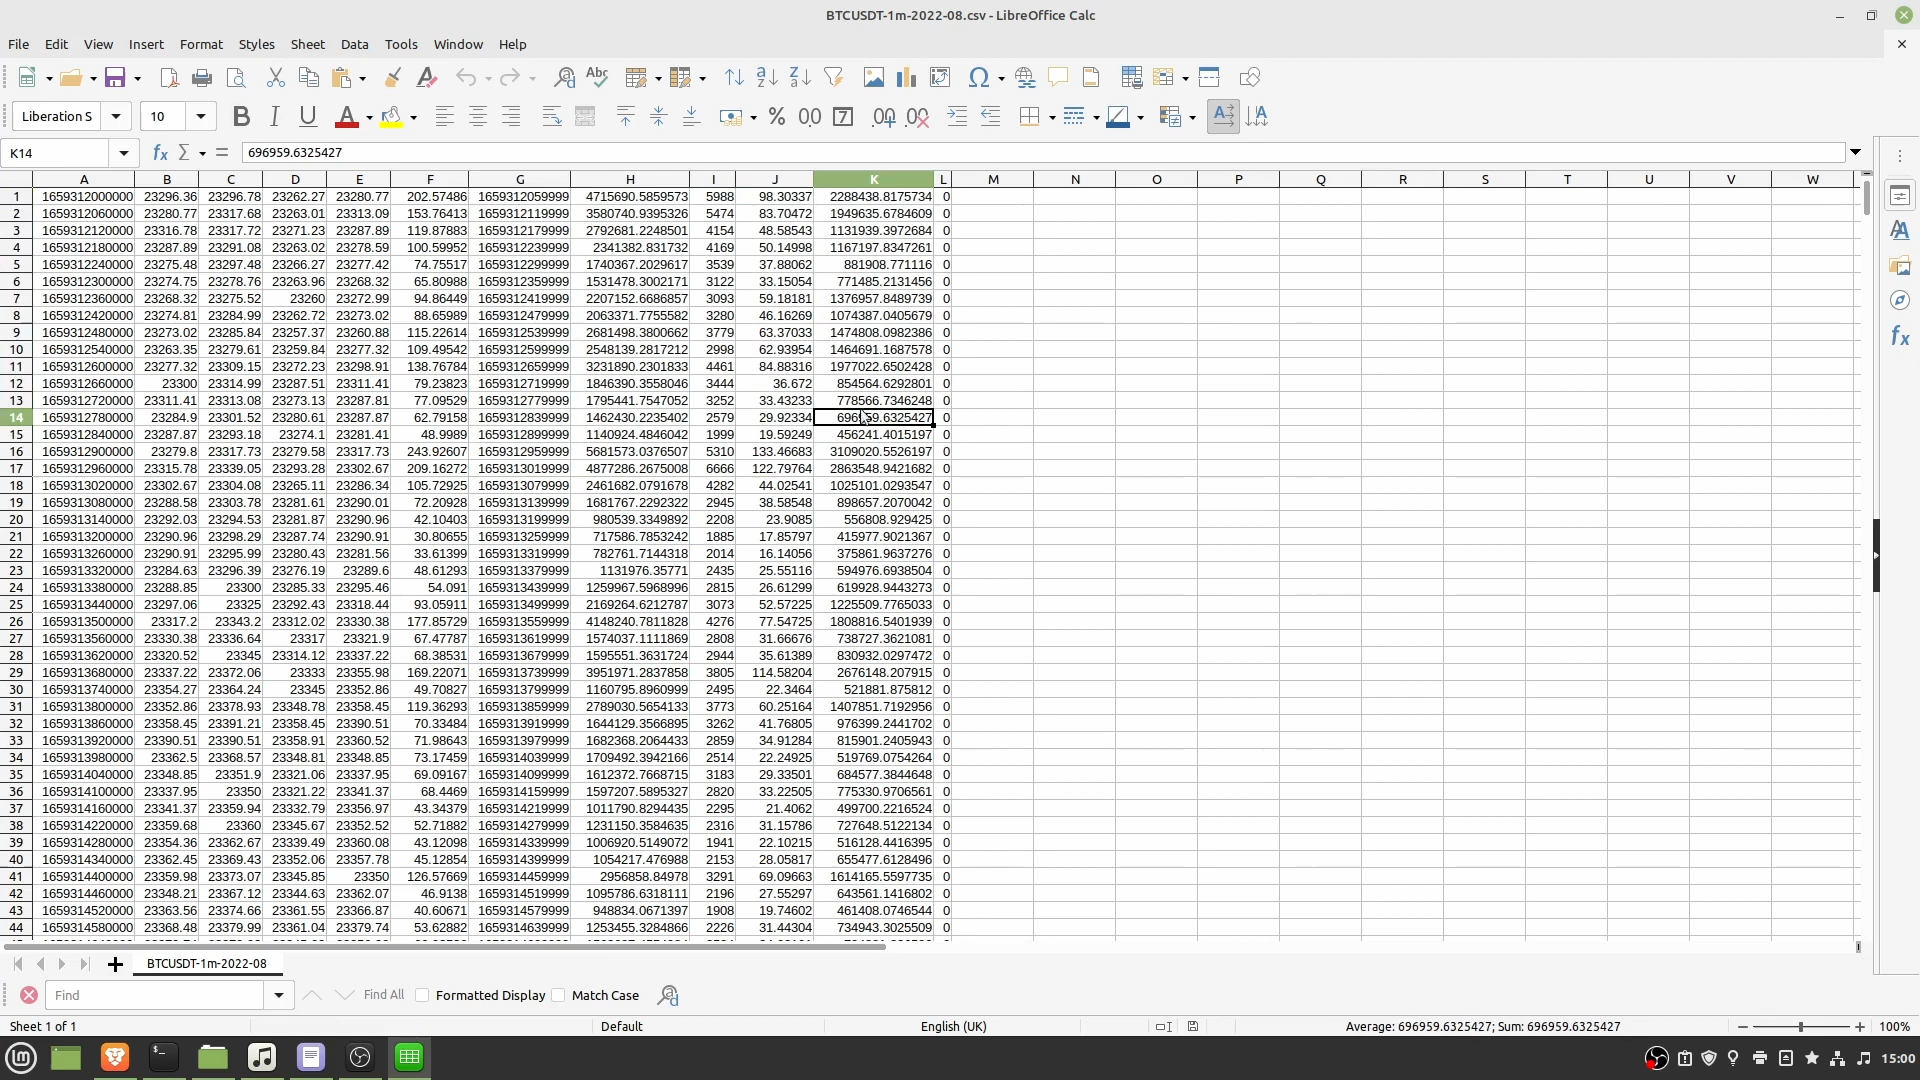 BTCUSDT-1m-2022-08.csv - LibreOffice Calc
File Edit View Insert Format Styles Sheet Data Tools Window Help
Liberation S 10
K14 696959.6325427
A B C D E F G H I J K L M N O P Q R S T U V W
1 1659312000000 23296.36 23296.78 23262.27 23280.77 202.57486 1659312059999 4715690.5859573 5988 98.30337 2288438.8175734 0
2 1659312060000 23280.77 23317.68 23263.01 23313.09 153.76413 1659312119999 3580740.9395326 5474 83.70472 1949635.6784609 0
3 1659312120000 23316.78 23317.72 23271.23 23287.89 119.87883 1659312179999 2792681.2248501 4154 48.58543 1131939.3972684 0
4 1659312180000 23287.89 23291.08 23263.02 23278.59 100.59952 1659312239999 2341382.831732 4169 50.14998 1167197.8347261 0
5 1659312240000 23275.48 23297.48 23266.27 23277.42 74.75517 1659312299999 1740367.2029617 3539 37.88062 881908.771116 0
6 1659312300000 23274.75 23278.76 23263.96 23268.32 65.80988 1659312359999 1531478.3002171 3122 33.15054 771485.2131456 0
7 1659312360000 23268.32 23275.52 23260 23272.99 94.86449 1659312419999 2207152.6686857 3093 59.18181 1376957.8489739 0
8 1659312420000 23274.81 23284.99 23262.72 23273.02 88.65989 1659312479999 2063371.7755582 3280 46.16269 1074387.0405679 0
9 1659312480000 23273.02 23285.84 23257.37 23260.88 115.22614 1659312539999 2681498.3800662 3779 63.37033 1474808.0982386 0
10 1659312540000 23263.35 23279.61 23259.84 23277.32 109.49542 1659312599999 2548139.2817212 2998 62.93954 1464691.1687578 0
11 1659312600000 23277.32 23309.15 23272.23 23298.91 138.76784 1659312659999 3231890.2301833 4461 84.88316 1977022.6502428 0
12 1659312660000 23300 23314.99 23287.51 23311.41 79.23823 1659312719999 1846390.3558046 3444 36.672 854564.6292801 0
13 1659312720000 23311.41 23313.08 23273.13 23287.81 77.09529 1659312779999 1795441.7547052 3252 33.43233 778566.7346248 0
14 1659312780000 23284.9 23301.52 23280.61 23287.87 62.79158 1659312839999 1462430.2235402 2579 29.92334 696959.6325427 0
15 1659312840000 23287.87 23293.18 23274.1 23281.41 48.9989 1659312899999 1140924.4846042 1999 19.59249 456241.4015197 0
16 1659312900000 23279.8 23317.73 23279.58 23317.73 243.92607 1659312959999 5681573.0376507 5310 133.46683 3109020.5526197 0
17 1659312960000 23315.78 23339.05 23293.28 23302.67 209.16272 1659313019999 4877286.2675008 6666 122.79764 2863548.9421682 0
18 1659313020000 23302.67 23304.08 23265.11 23286.34 105.72925 1659313079999 2461682.0791678 4282 44.02541 1025101.0293547 0
19 1659313080000 23288.58 23303.78 23281.61 23290.01 72.20928 1659313139999 1681767.2292322 2945 38.58548 898657.2070042 0
20 1659313140000 23292.03 23294.53 23281.87 23290.96 42.10403 1659313199999 980539.3349892 2208 23.9085 556808.929425 0
21 1659313200000 23290.96 23298.29 23287.74 23290.91 30.80655 1659313259999 717586.7853242 1885 17.85797 415977.9021367 0
22 1659313260000 23290.91 23295.99 23280.43 23281.56 33.61399 1659313319999 782761.7144318 2014 16.14056 375861.9637276 0
23 1659313320000 23284.63 23296.39 23276.19 23289.6 48.61293 1659313379999 1131976.35771 2435 25.55116 594976.6938504 0
24 1659313380000 23288.85 23300 23285.33 23295.46 54.091 1659313439999 1259967.5968996 2815 26.61299 619928.9443273 0
25 1659313440000 23297.06 23325 23292.43 23318.44 93.05911 1659313499999 2169264.6212787 3073 52.57225 1225509.7765033 0
26 1659313500000 23317.2 23343.2 23312.02 23330.38 177.85729 1659313559999 4148240.7811828 4276 77.54725 1808816.5401939 0
27 1659313560000 23330.38 23336.64 23317 23321.9 67.47787 1659313619999 1574037.1111869 2808 31.66676 738727.3621081 0
28 1659313620000 23320.52 23345 23314.12 23337.22 68.38531 1659313679999 1595551.3631724 2944 35.61389 830932.0297472 0
29 1659313680000 23337.22 23372.06 23333 23355.98 169.22071 1659313739999 3951971.2837858 3805 114.58204 2676148.207915 0
30 1659313740000 23354.27 23364.24 23345 23352.86 49.70827 1659313799999 1160795.8960999 2495 22.3464 521881.875812 0
31 1659313800000 23352.86 23378.93 23348.78 23358.45 119.36293 1659313859999 2789030.5654133 3773 60.25164 1407851.7192956 0
32 1659313860000 23358.45 23391.21 23358.45 23390.51 70.33484 1659313919999 1644129.3566895 3262 41.76805 976399.2441702 0
33 1659313920000 23390.51 23390.51 23358.91 23360.52 71.98643 1659313979999 1682368.2064433 2859 34.91284 815901.2405943 0
34 1659313980000 23362.5 23368.57 23348.81 23348.85 73.17459 1659314039999 1709492.3942166 2514 22.24925 519769.0754264 0
35 1659314040000 23348.85 23351.9 23321.06 23337.95 69.09167 1659314099999 1612372.7668715 3183 29.33501 684577.3844648 0
36 1659314100000 23337.95 23350 23321.22 23341.37 68.4469 1659314159999 1597207.5895327 2820 33.22505 775330.9706561 0
37 1659314160000 23341.37 23359.94 23332.79 23356.97 43.34379 1659314219999 1011790.8294435 2295 21.4062 499700.2216524 0
38 1659314220000 23359.68 23360 23345.67 23352.52 52.71882 1659314279999 1231150.3584635 2316 31.15786 727648.5122134 0
39 1659314280000 23354.36 23362.67 23339.49 23360.08 43.12098 1659314339999 1006920.5149072 1941 22.10215 516128.4416395 0
40 1659314340000 23362.45 23369.43 23352.06 23357.78 45.12854 1659314399999 1054217.476988 2153 28.05817 655477.6128496 0
41 1659314400000 23359.98 23373.07 23345.85 23350 126.57669 1659314459999 2956858.84978 3291 69.09663 1614165.5597735 0
42 1659314460000 23348.21 23367.12 23344.63 23362.07 46.9138 1659314519999 1095786.6318111 2196 27.55297 643561.1416802 0
43 1659314520000 23363.56 23374.66 23361.55 23366.87 40.60671 1659314579999 948834.0671397 1908 19.74602 461408.0746544 0
44 1659314580000 23368.48 23379.99 23361.04 23379.74 53.62882 1659314639999 1253455.3284866 2226 31.44304 734943.3025509 0
BTCUSDT-1m-2022-08
Find Find All Formatted Display Match Case
Sheet 1 of 1 Default English (UK) Average: 696959.6325427; Sum: 696959.6325427 100%
15:00